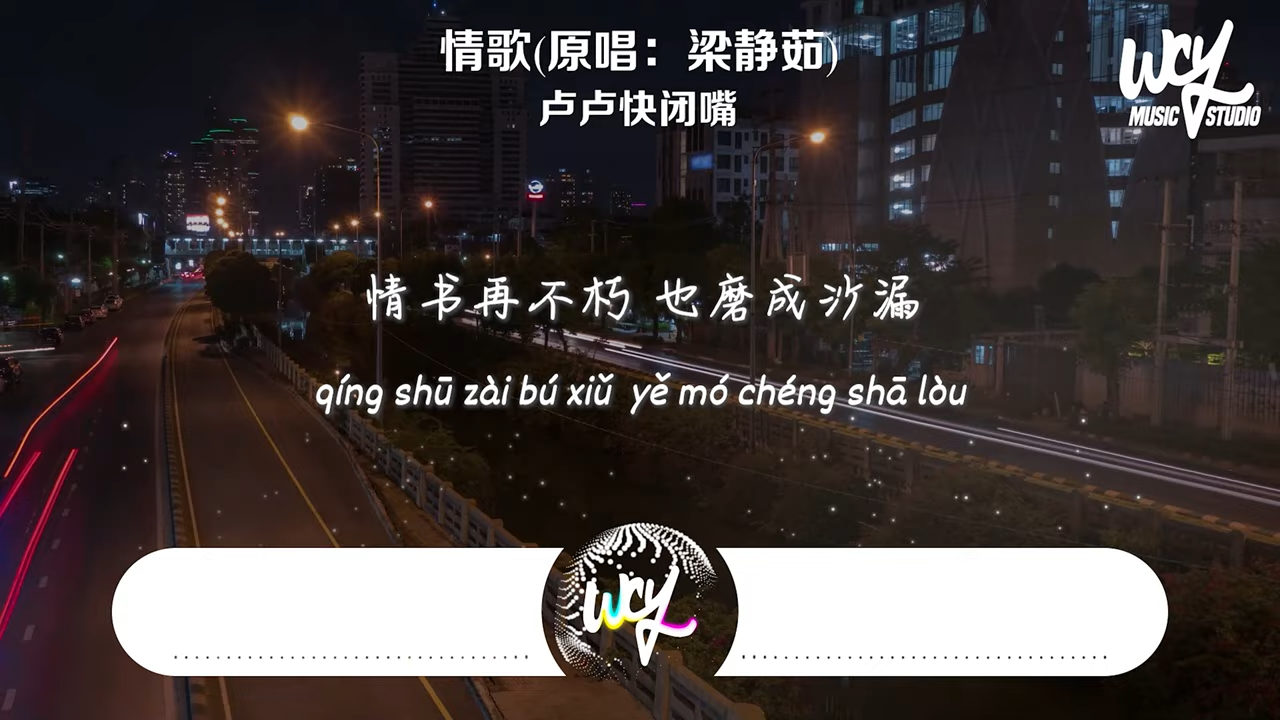 情歌(原唱：梁静茹)
卢卢快闭嘴
WCY
MUSIC STUDIO
情书再不朽 也磨成沙漏
qíng shū zài bú xiǔ yě mó chéng shā lòu
WCY